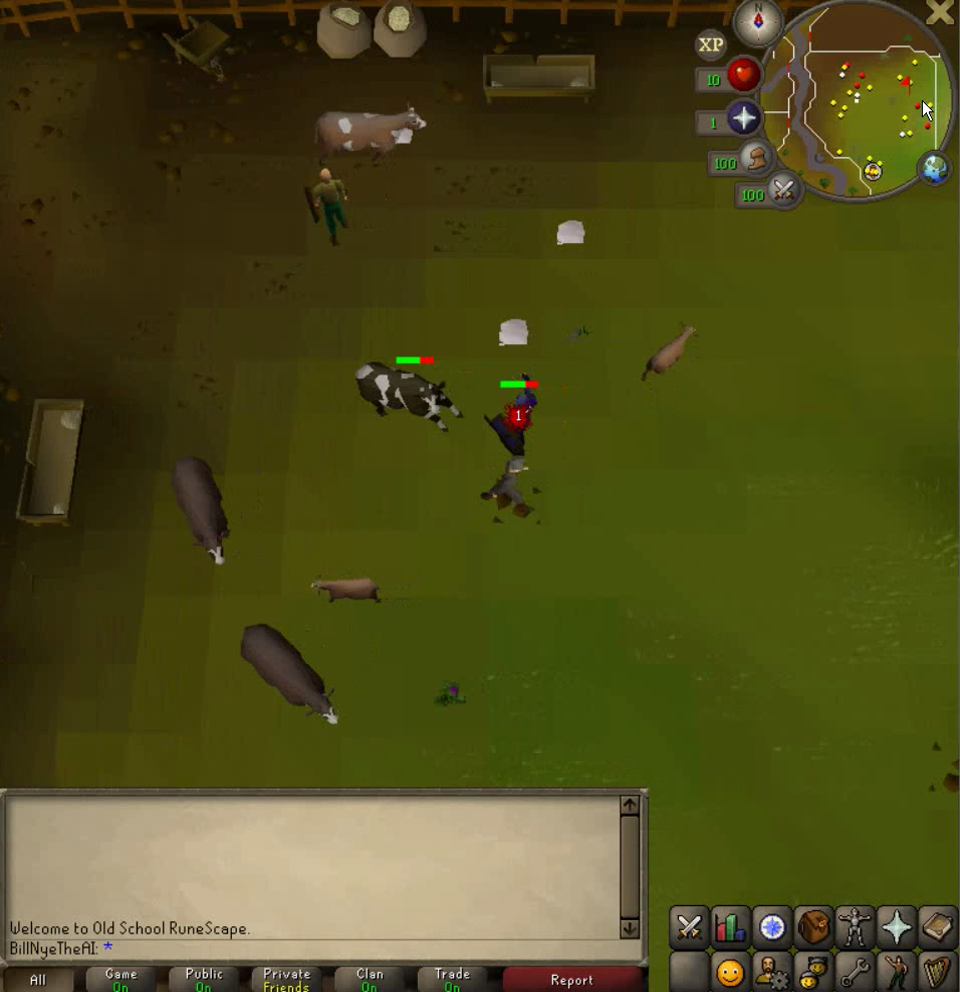 N
XP
10
1
100
100
1
Welcome to Old School RuneScape.
BillNyeTheAI: *
All
Game
On
Public
On
Private
Friends
Clan
On
Trade
On
Report